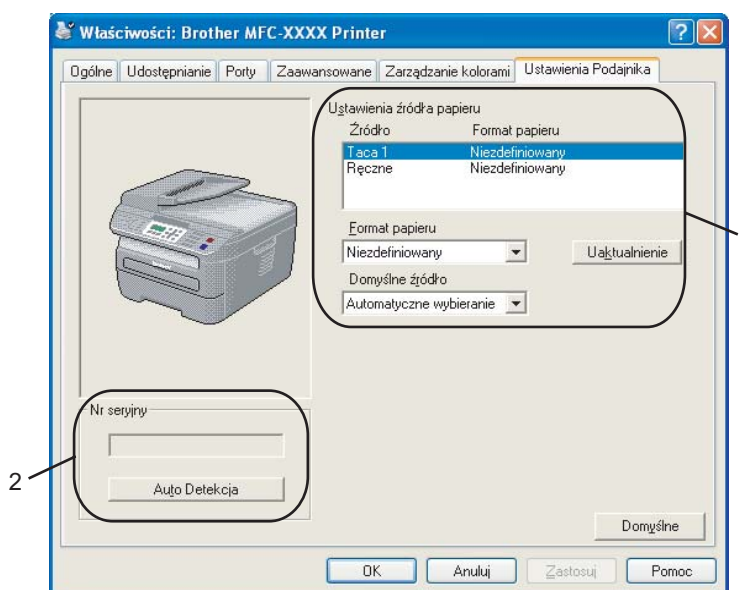 Właściwości: Brother MFC-XXXX Printer
Ogólne Udostępnianie Porty Zaawansowane Zarządzanie kolorami Ustawienia Podajnika
Ustawienia źródła papieru
Źródło Format papieru
Taca 1 Niezdefiniowany
Ręczne Niezdefiniowany
Format papieru
Niezdefiniowany Uaktualnienie
Domyślne źródło
Automatyczne wybieranie
Nr seryjny
2
Auto Detekcja
Domyślne
OK Anuluj Zastosuj Pomoc